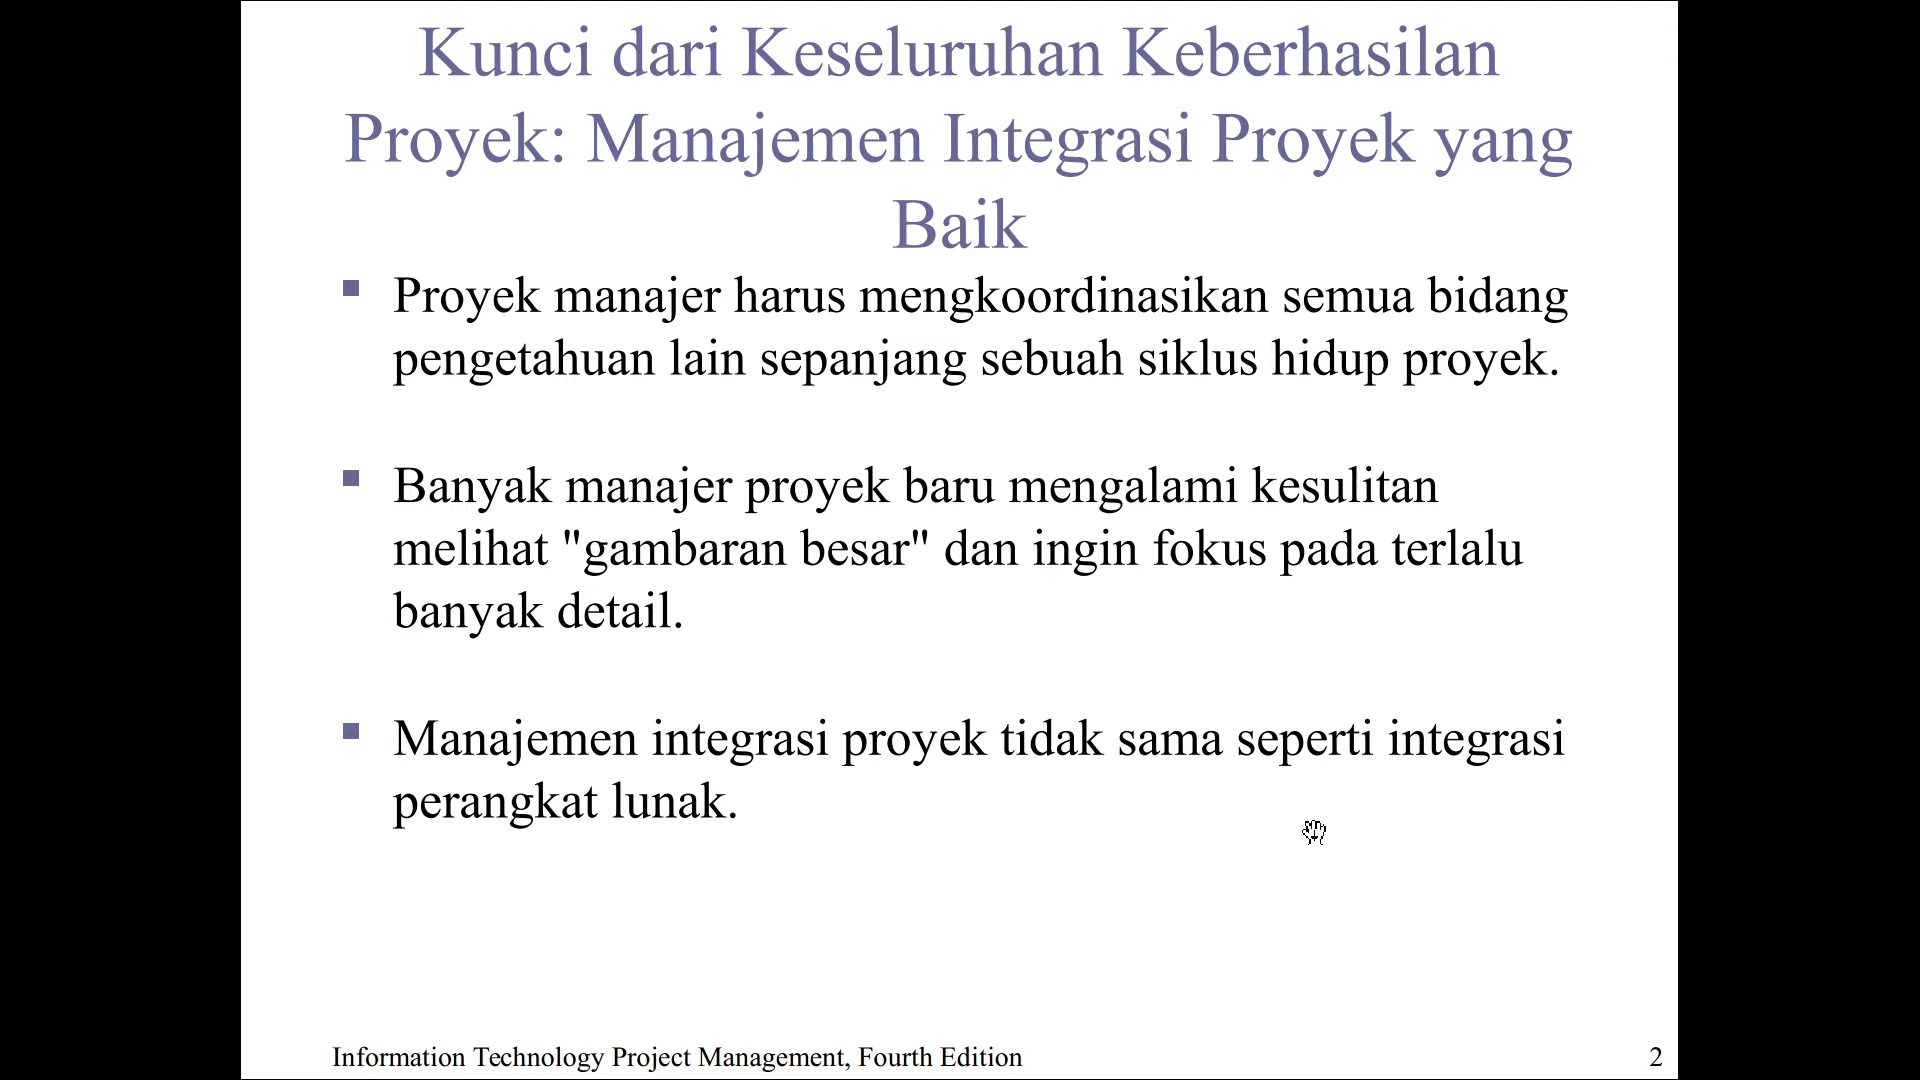 Kunci dari Keseluruhan Keberhasilan
Proyek: Manajemen Integrasi Proyek yang
Baik
Proyek manajer harus mengkoordinasikan semua bidang
pengetahuan lain sepanjang sebuah siklus hidup proyek.
Banyak manajer proyek baru mengalami kesulitan
melihat "gambaran besar" dan ingin fokus pada terlalu
banyak detail.
Manajemen integrasi proyek tidak sama seperti integrasi
perangkat lunak.
Information Technology Project Management, Fourth Edition
2